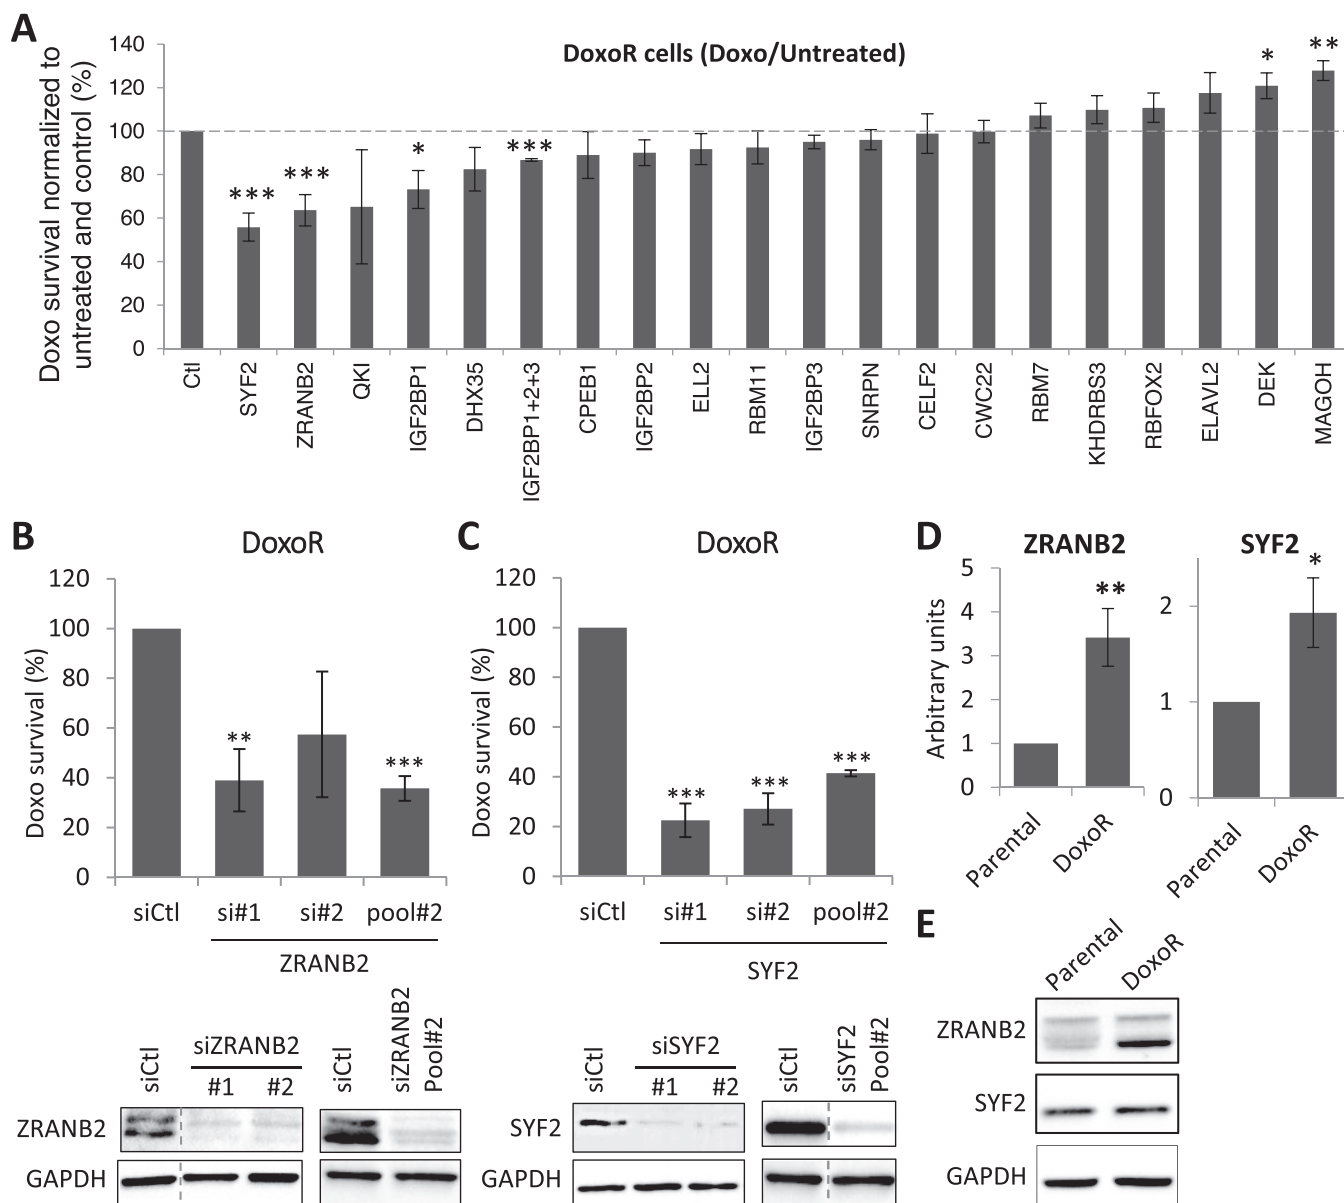 A
DoxoR cells (Doxo/Untreated)
Doxo survival normalized to
untreated and control (%)
140
120
100
80
60
40
20
0
*** *** * *** * **
Ctl SYF2 ZRANB2 QKI IGF2BP1 DHX35 IGF2BP1+2+3 CPEB1 IGF2BP2 ELL2 RBM11 IGF2BP3 SNRPN CELF2 CWC22 RBM7 KHDRBS3 RBFOX2 ELAVL2 DEK MAGOH
B
DoxoR
Doxo survival (%)
120
100
80
60
40
20
0
** ***
siCtl si#1 si#2 pool#2
ZRANB2
siCtl siZRANB2 #1 #2
siCtl siZRANB2 Pool#2
ZRANB2
GAPDH
C
DoxoR
Doxo survival (%)
120
100
80
60
40
20
0
*** *** ***
siCtl si#1 si#2 pool#2
SYF2
siCtl siSYF2 #1 #2
siCtl siSYF2 Pool#2
SYF2
GAPDH
D
ZRANB2
Arbitrary units
5
4
3
2
1
0
**
Parental DoxoR
SYF2
2
1
0
*
Parental DoxoR
E
Parental DoxoR
ZRANB2
SYF2
GAPDH